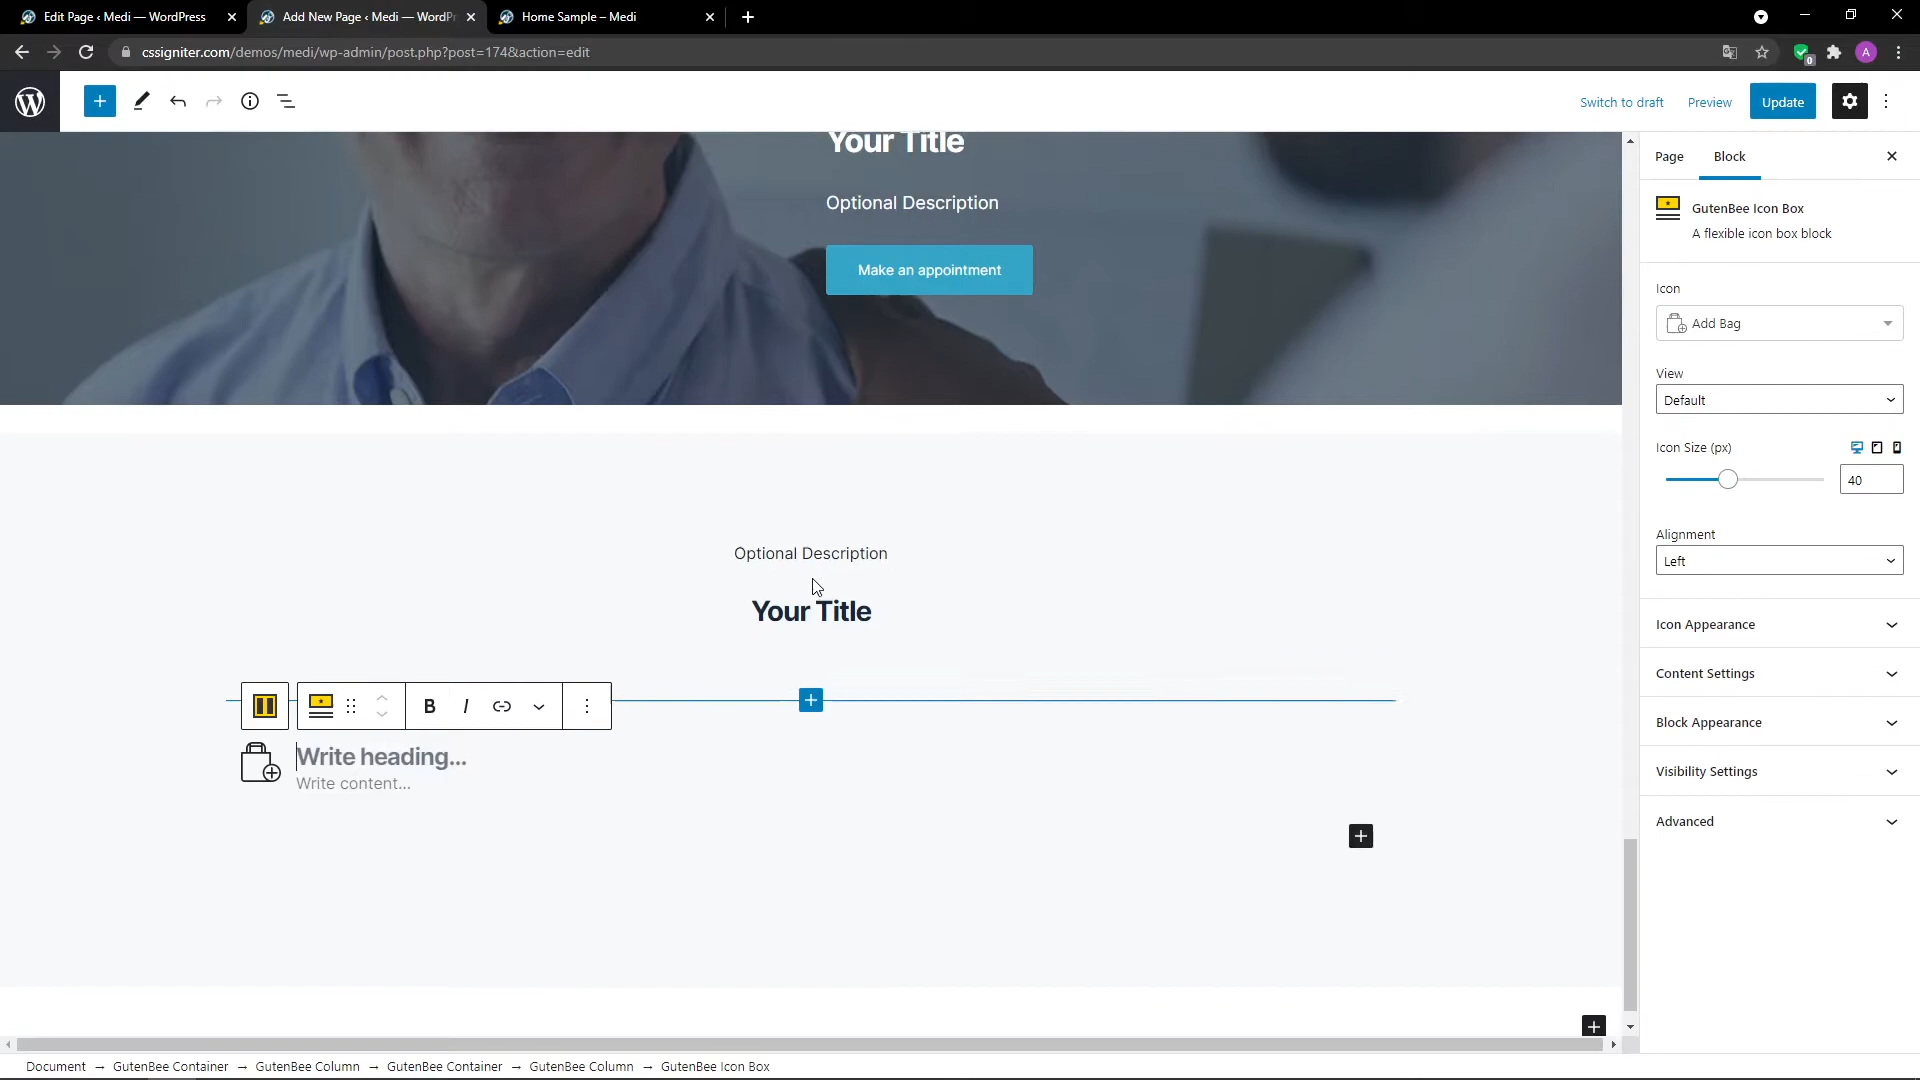 Edit Page ‹ Medi — WordPress
Add New Page ‹ Medi — WordPr
Home Sample – Medi
cssigniter.com/demos/medi/wp-admin/post.php?post=174&action=edit
0
A
Switch to draft
Preview
Update
Your Title
Optional Description
Make an appointment
Optional Description
Your Title
B
I
Write heading...
Write content...
Page
Block
GutenBee Icon Box
A flexible icon box block
Icon
Add Bag
View
Default
Icon Size (px)
40
Alignment
Left
Icon Appearance
Content Settings
Block Appearance
Visibility Settings
Advanced
Document → GutenBee Container → GutenBee Column → GutenBee Container → GutenBee Column → GutenBee Icon Box